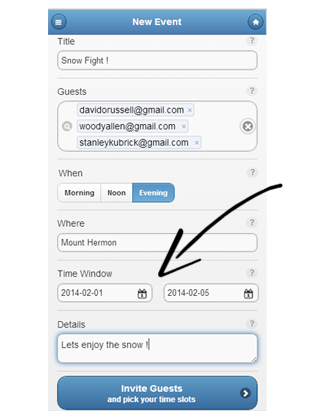 New Event
Title ?
Snow Fight !
Guests ?
davidorussell@gmail.com ×
woodyallen@gmail.com ×
stanleykubrick@gmail.com ×
When ?
Morning Noon Evening
Where ?
Mount Hermon
Time Window ?
2014-02-01 2014-02-05
Details ?
Lets enjoy the snow !
Invite Guests
and pick your time slots